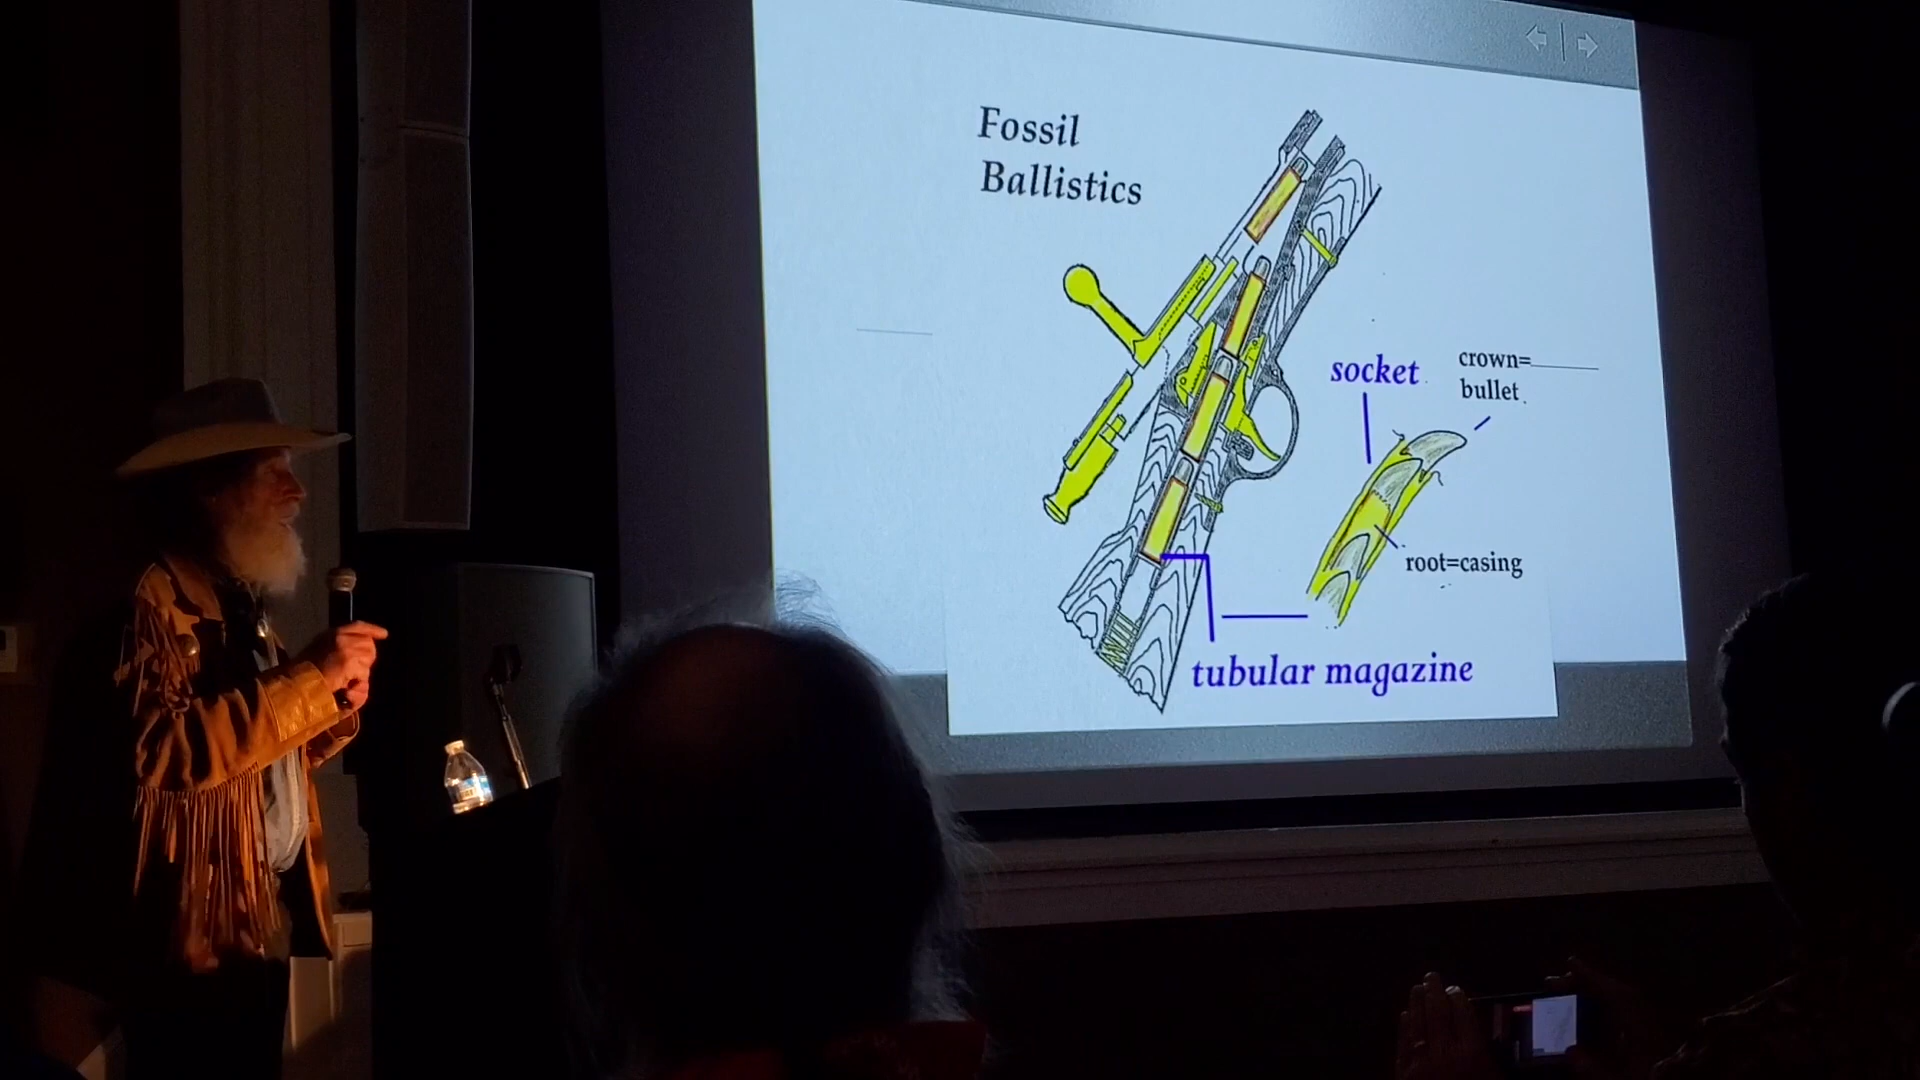 Fossil
Ballistics
socket
crown=
bullet
root=casing
tubular magazine